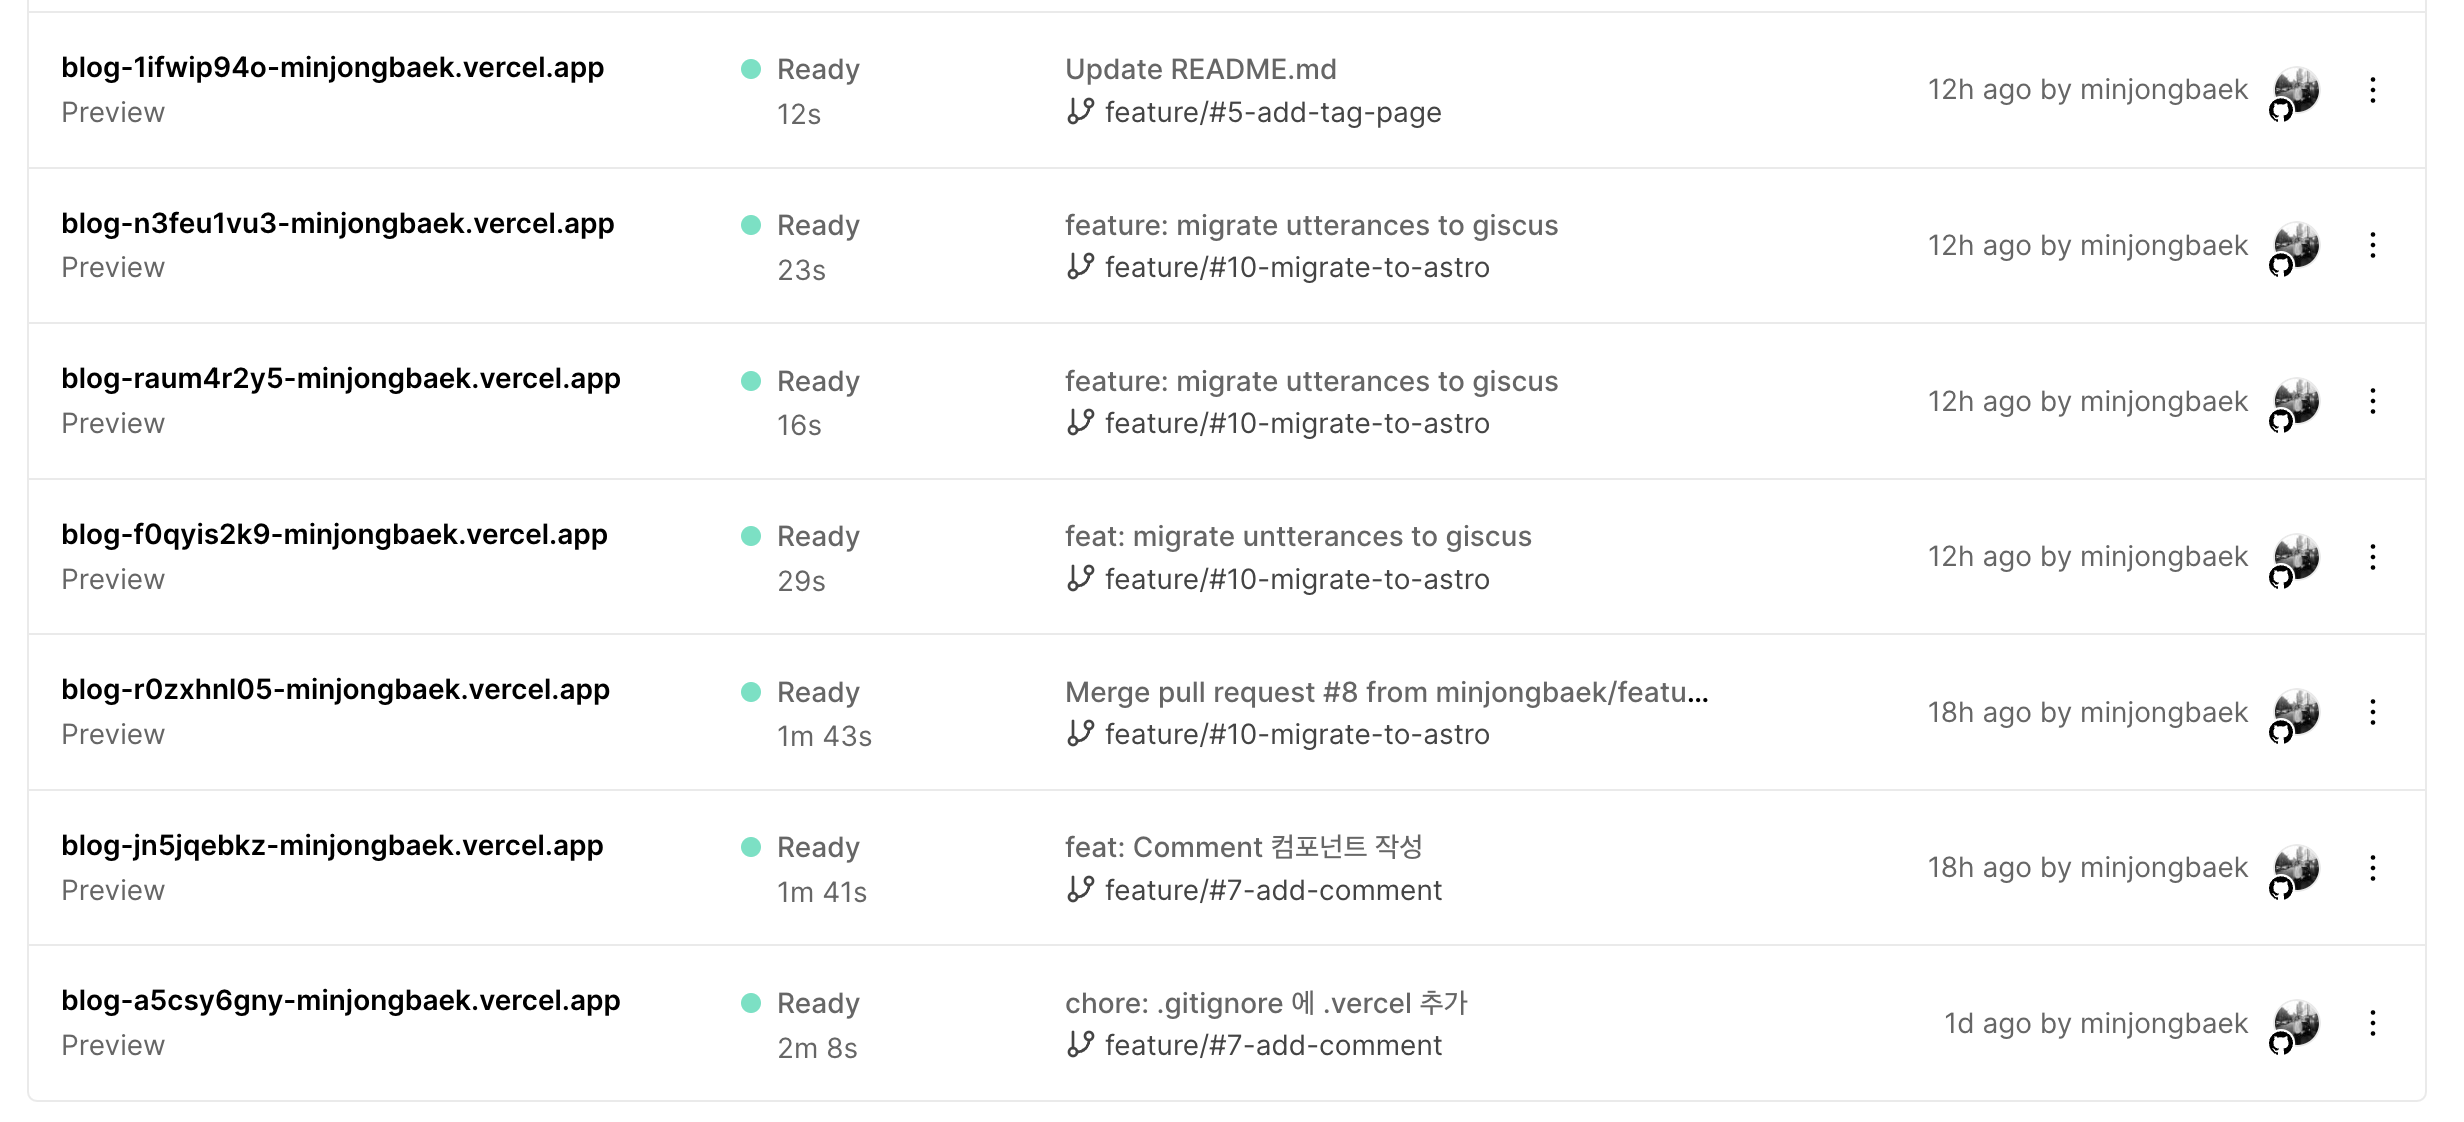 blog-1ifwip94o-minjongbaek.vercel.app
Preview
Ready
12s
Update README.md
feature/#5-add-tag-page
12h ago by minjongbaek
blog-n3feu1vu3-minjongbaek.vercel.app
Preview
Ready
23s
feature: migrate utterances to giscus
feature/#10-migrate-to-astro
12h ago by minjongbaek
blog-raum4r2y5-minjongbaek.vercel.app
Preview
Ready
16s
feature: migrate utterances to giscus
feature/#10-migrate-to-astro
12h ago by minjongbaek
blog-f0qyis2k9-minjongbaek.vercel.app
Preview
Ready
29s
feat: migrate untterances to giscus
feature/#10-migrate-to-astro
12h ago by minjongbaek
blog-r0zxhnl05-minjongbaek.vercel.app
Preview
Ready
1m 43s
Merge pull request #8 from minjongbaek/featu...
feature/#10-migrate-to-astro
18h ago by minjongbaek
blog-jn5jqebkz-minjongbaek.vercel.app
Preview
Ready
1m 41s
feat: Comment 컴포넌트 작성
feature/#7-add-comment
18h ago by minjongbaek
blog-a5csy6gny-minjongbaek.vercel.app
Preview
Ready
2m 8s
chore: .gitignore 에 .vercel 추가
feature/#7-add-comment
1d ago by minjongbaek